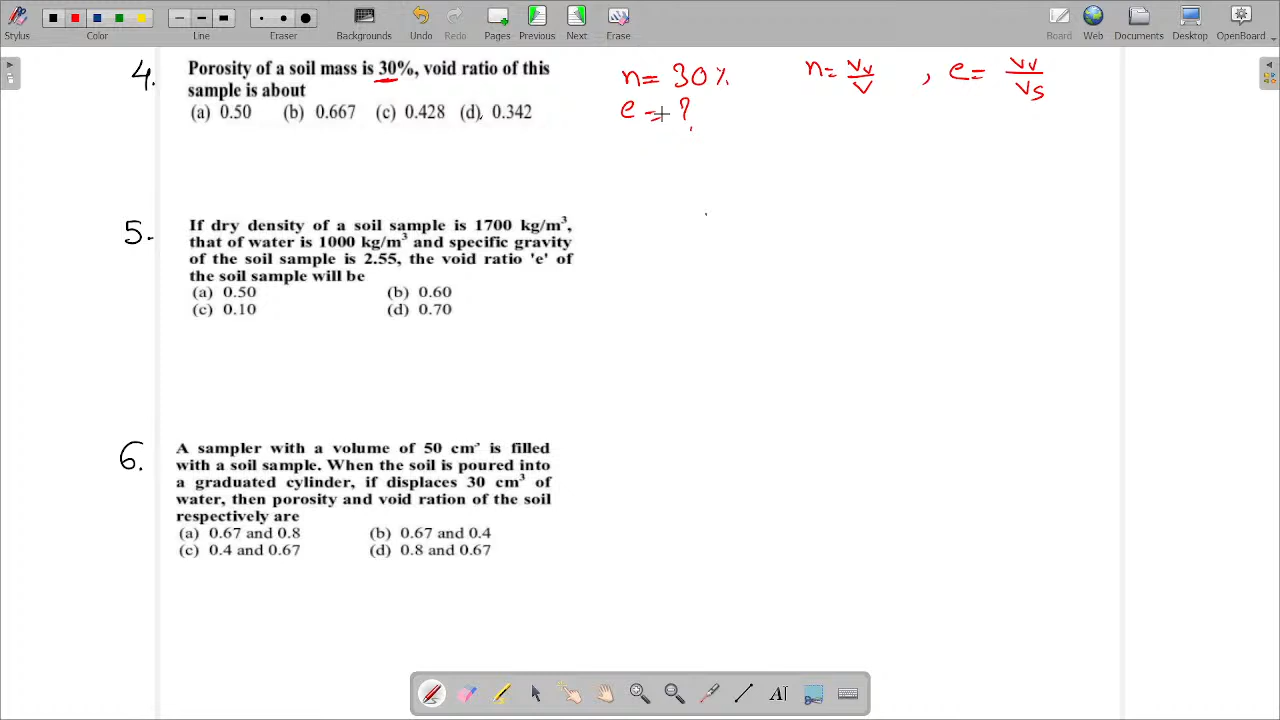 Stylus Color Line Eraser Backgrounds Undo Redo Pages Previous Next Erase Board Web Documents Desktop OpenBoard
4. Porosity of a soil mass is 30%, void ratio of this
sample is about
(a) 0.50 (b) 0.667 (c) 0.428 (d) 0.342
n= 30% n= Vv/V , e= Vv/Vs
e = ?
5. If dry density of a soil sample is 1700 kg/m³,
that of water is 1000 kg/m³ and specific gravity
of the soil sample is 2.55, the void ratio 'e' of
the soil sample will be
(a) 0.50 (b) 0.60
(c) 0.10 (d) 0.70
6. A sampler with a volume of 50 cm³ is filled
with a soil sample. When the soil is poured into
a graduated cylinder, if displaces 30 cm³ of
water, then porosity and void ration of the soil
respectively are
(a) 0.67 and 0.8 (b) 0.67 and 0.4
(c) 0.4 and 0.67 (d) 0.8 and 0.67
AI